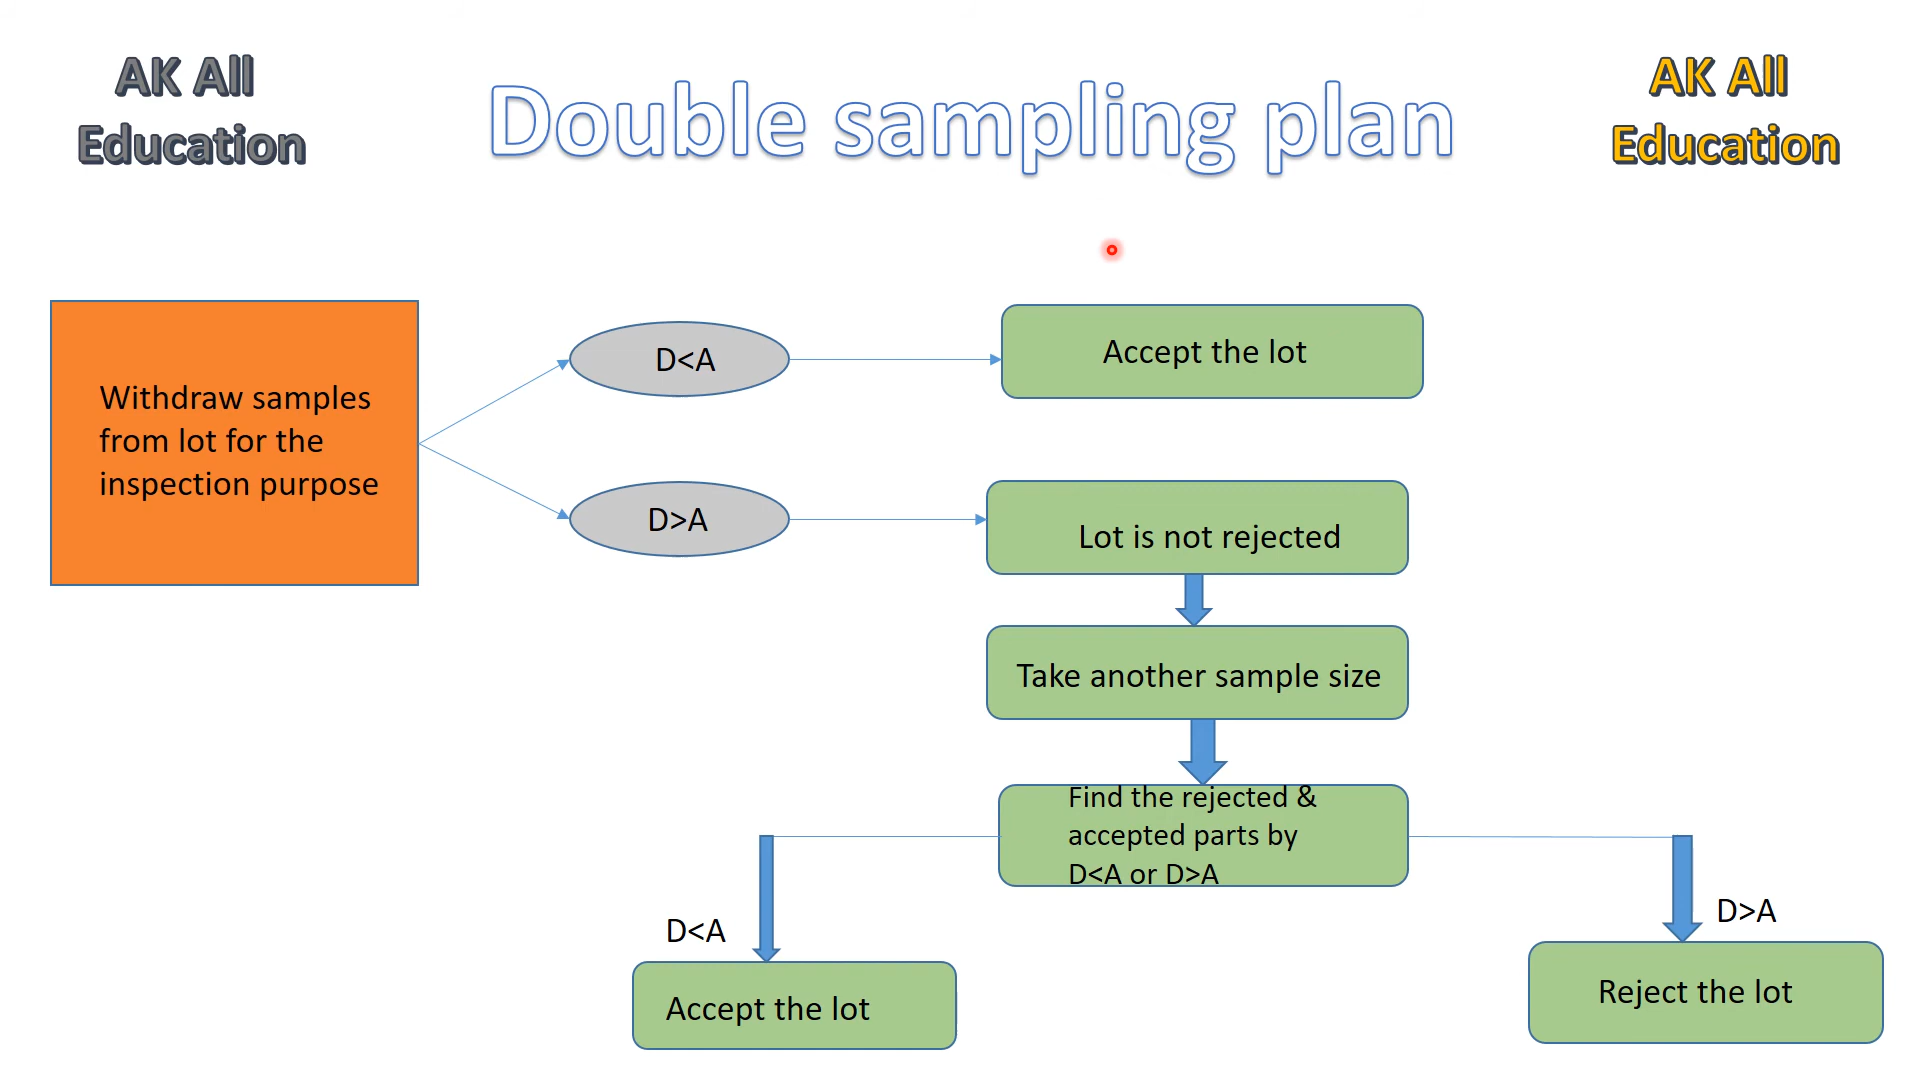 AK All
Education
Double sampling plan
AK All
Education
Withdraw samples
from lot for the
inspection purpose
D<A
Accept the lot
D>A
Lot is not rejected
Take another sample size
Find the rejected &
accepted parts by
D<A or D>A
D<A
Accept the lot
D>A
Reject the lot